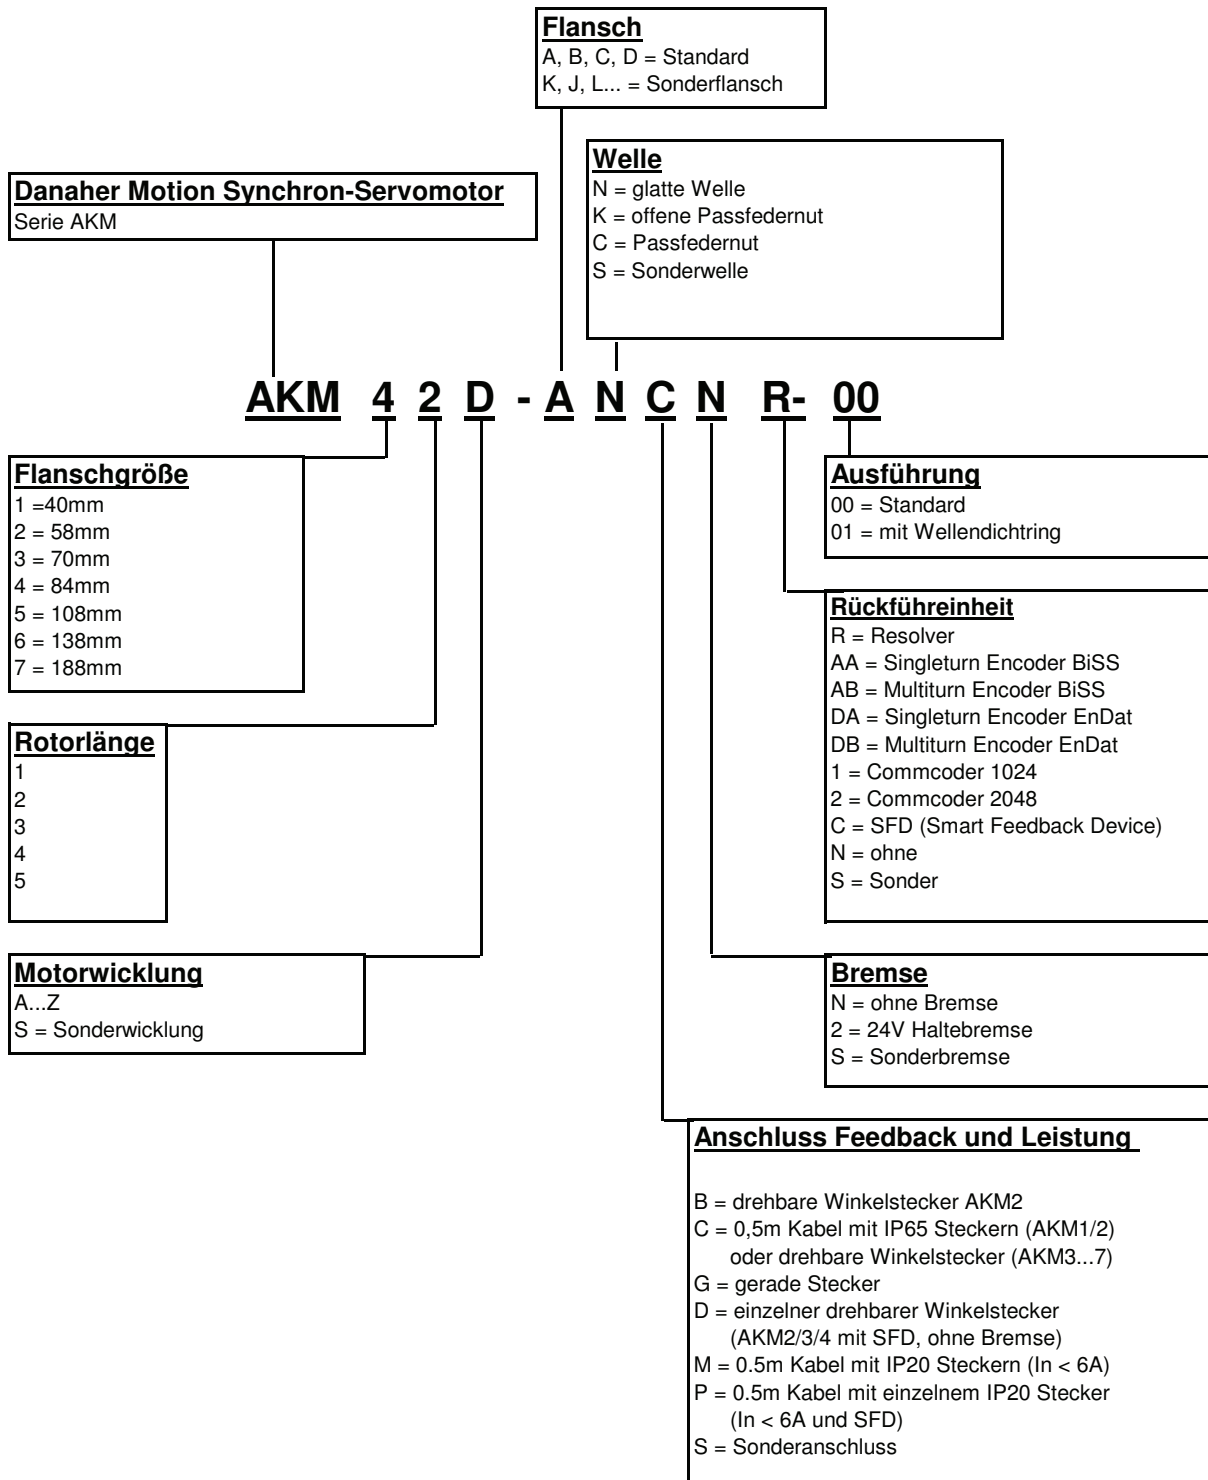 Flansch
A, B, C, D = Standard
K, J, L... = Sonderflansch
Welle
N = glatte Welle
K = offene Passfedernut
C = Passfedernut
S = Sonderwelle
Danaher Motion Synchron-Servomotor
Serie AKM
AKM 4 2 D - A N C N R- 00
Flanschgröße
1 =40mm
2 = 58mm
3 = 70mm
4 = 84mm
5 = 108mm
6 = 138mm
7 = 188mm
Rotorlänge
1
2
3
4
5
Motorwicklung
A...Z
S = Sonderwicklung
Ausführung
00 = Standard
01 = mit Wellendichtring
Rückführeinheit
R = Resolver
AA = Singleturn Encoder BiSS
AB = Multiturn Encoder BiSS
DA = Singleturn Encoder EnDat
DB = Multiturn Encoder EnDat
1 = Commcoder 1024
2 = Commcoder 2048
C = SFD (Smart Feedback Device)
N = ohne
S = Sonder
Bremse
N = ohne Bremse
2 = 24V Haltebremse
S = Sonderbremse
Anschluss Feedback und Leistung
B = drehbare Winkelstecker AKM2
C = 0,5m Kabel mit IP65 Steckern (AKM1/2)
oder drehbare Winkelstecker (AKM3...7)
G = gerade Stecker
D = einzelner drehbarer Winkelstecker
(AKM2/3/4 mit SFD, ohne Bremse)
M = 0.5m Kabel mit IP20 Steckern (In < 6A)
P = 0.5m Kabel mit einzelnem IP20 Stecker
(In < 6A und SFD)
S = Sonderanschluss